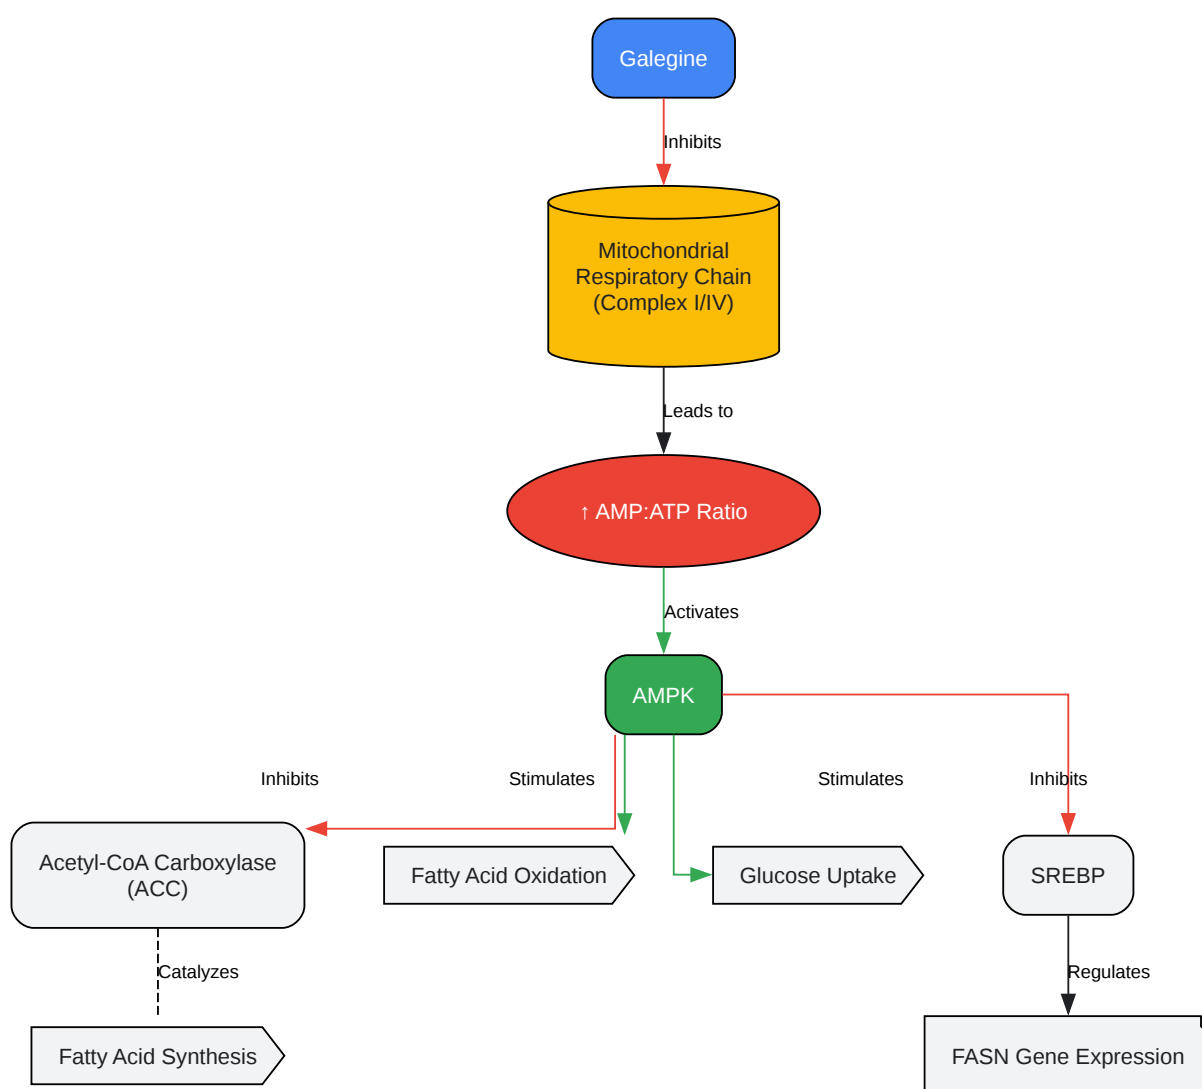 Galegine
Inhibits
Mitochondrial
Respiratory Chain
(Complex I/IV)
Leads to
↑ AMP:ATP Ratio
Activates
AMPK
Inhibits
Stimulates
Stimulates
Inhibits
Acetyl-CoA Carboxylase
(ACC)
Fatty Acid Oxidation
Glucose Uptake
SREBP
Catalyzes
Regulates
Fatty Acid Synthesis
FASN Gene Expression